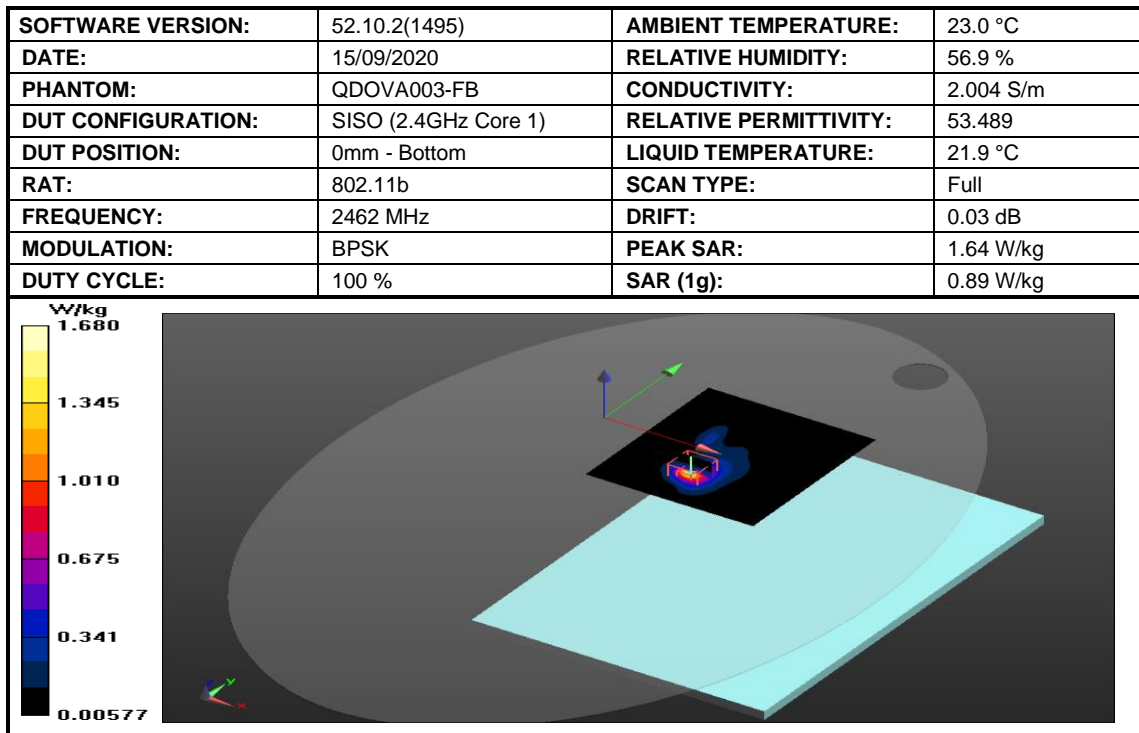 SOFTWARE VERSION: 52.10.2(1495) AMBIENT TEMPERATURE: 23.0 °C
DATE: 15/09/2020 RELATIVE HUMIDITY: 56.9 %
PHANTOM: QDOVA003-FB CONDUCTIVITY: 2.004 S/m
DUT CONFIGURATION: SISO (2.4GHz Core 1) RELATIVE PERMITTIVITY: 53.489
DUT POSITION: 0mm - Bottom LIQUID TEMPERATURE: 21.9 °C
RAT: 802.11b SCAN TYPE: Full
FREQUENCY: 2462 MHz DRIFT: 0.03 dB
MODULATION: BPSK PEAK SAR: 1.64 W/kg
DUTY CYCLE: 100 % SAR (1g): 0.89 W/kg
W/kg
1.680
1.345
1.010
0.675
0.341
0.00577
y
x